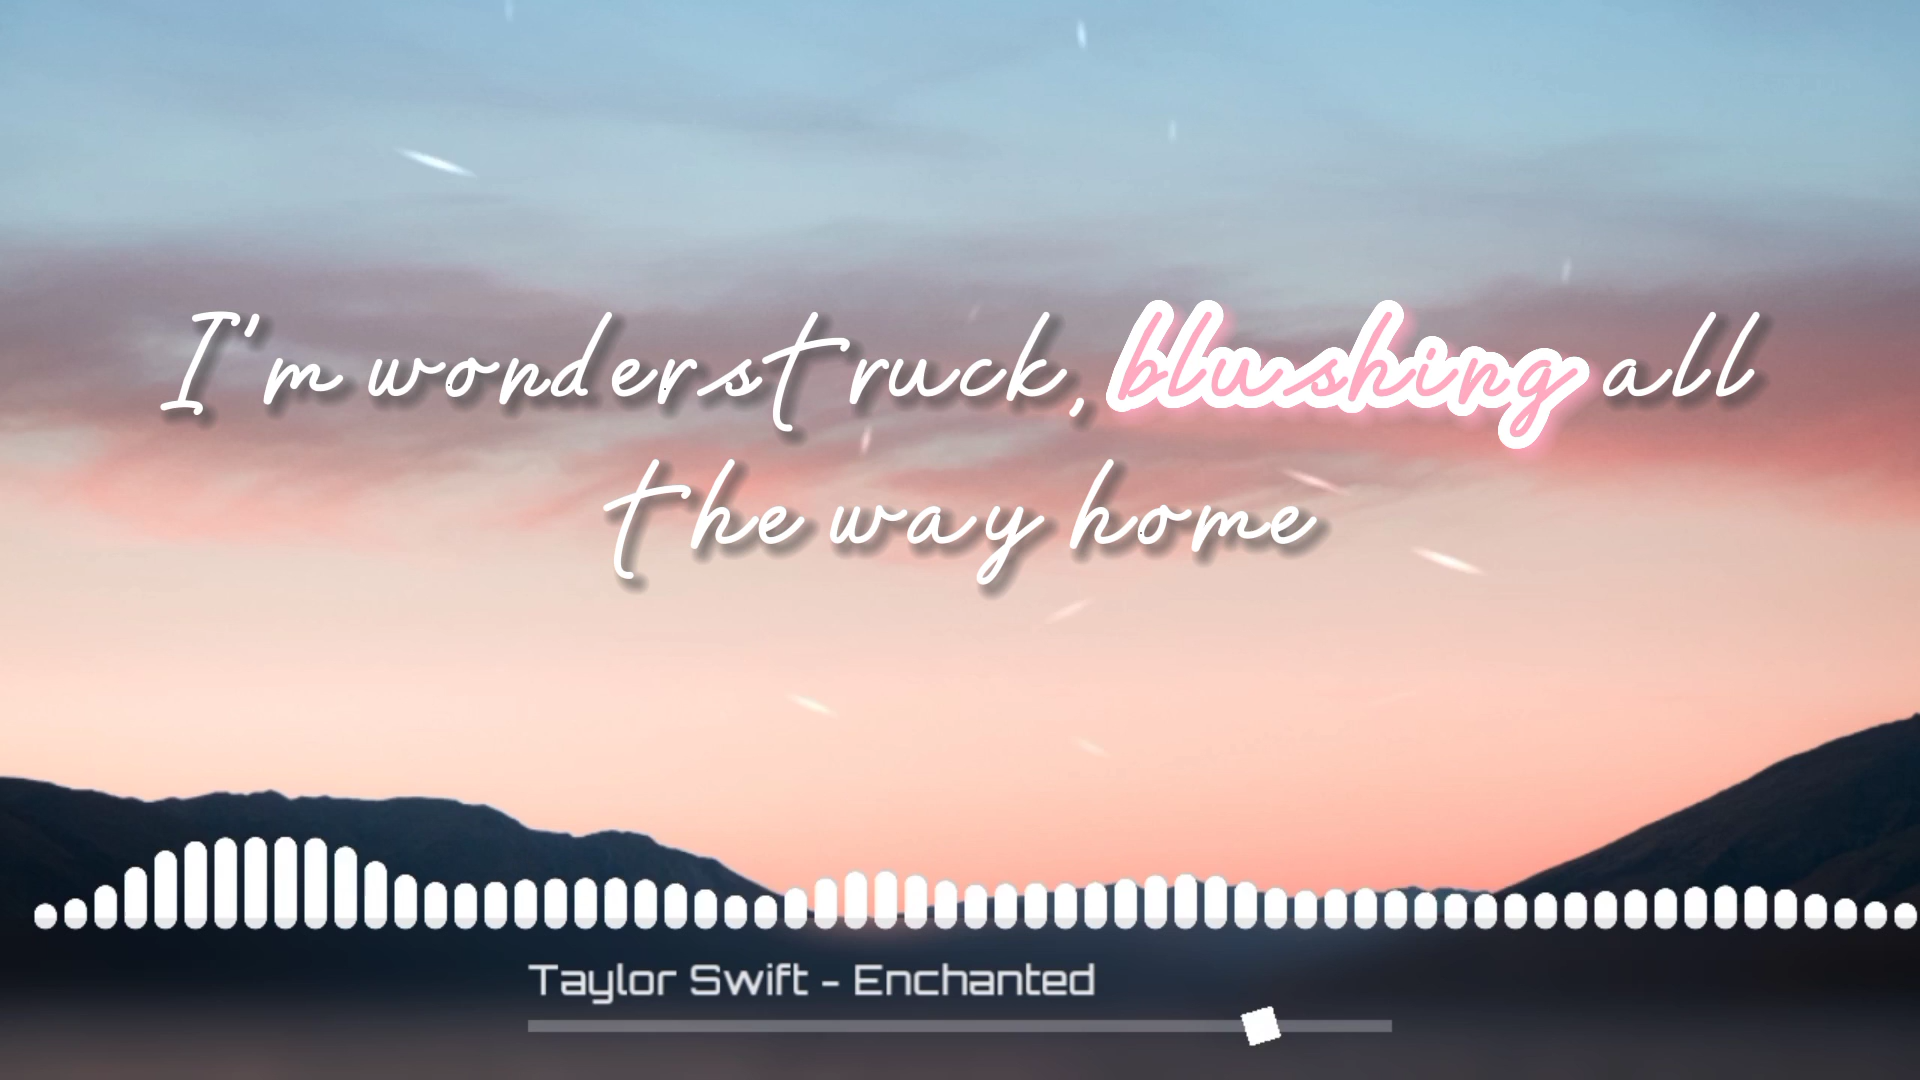 I'm wonderstruck, blushing all
the way home
Taylor Swift - Enchanted